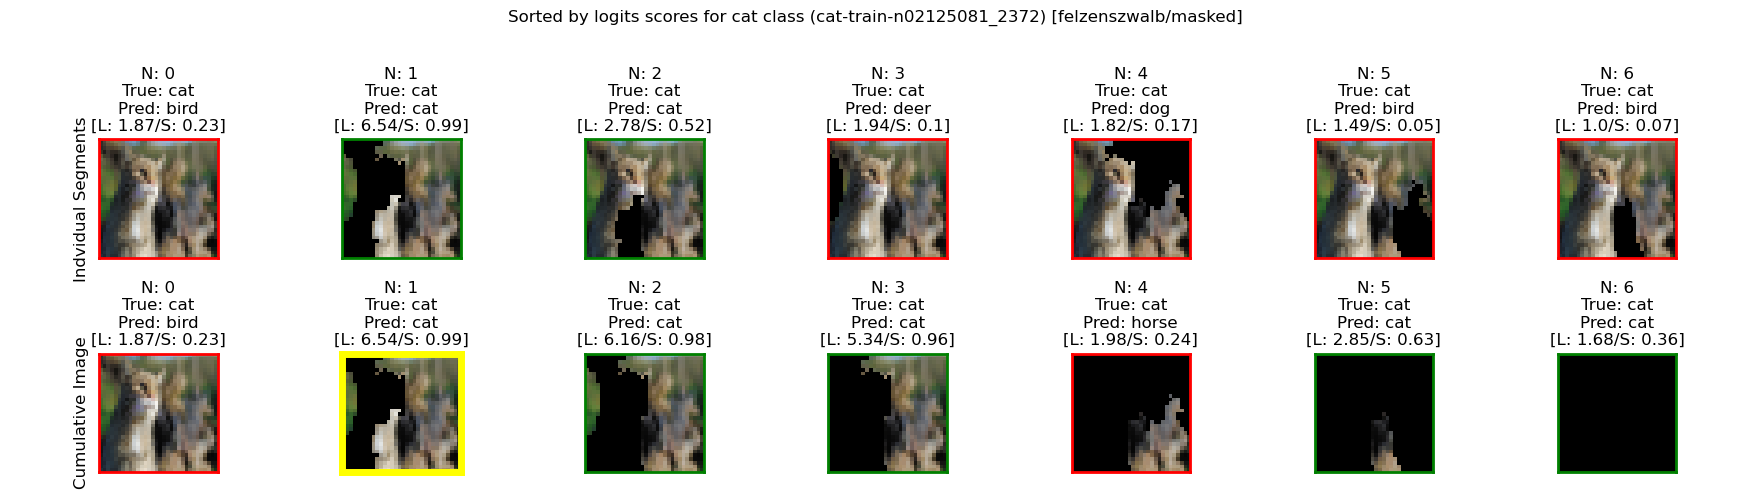 Sorted by logits scores for cat class (cat-train-n02125081_2372) [felzenszwalb/masked]
Indvidual Segments
N: 0
True: cat
Pred: bird
[L: 1.87/S: 0.23]
N: 1
True: cat
Pred: cat
[L: 6.54/S: 0.99]
N: 2
True: cat
Pred: cat
[L: 2.78/S: 0.52]
N: 3
True: cat
Pred: deer
[L: 1.94/S: 0.1]
N: 4
True: cat
Pred: dog
[L: 1.82/S: 0.17]
N: 5
True: cat
Pred: bird
[L: 1.49/S: 0.05]
N: 6
True: cat
Pred: bird
[L: 1.0/S: 0.07]
Cumulative Image
N: 0
True: cat
Pred: bird
[L: 1.87/S: 0.23]
N: 1
True: cat
Pred: cat
[L: 6.54/S: 0.99]
N: 2
True: cat
Pred: cat
[L: 6.16/S: 0.98]
N: 3
True: cat
Pred: cat
[L: 5.34/S: 0.96]
N: 4
True: cat
Pred: horse
[L: 1.98/S: 0.24]
N: 5
True: cat
Pred: cat
[L: 2.85/S: 0.63]
N: 6
True: cat
Pred: cat
[L: 1.68/S: 0.36]